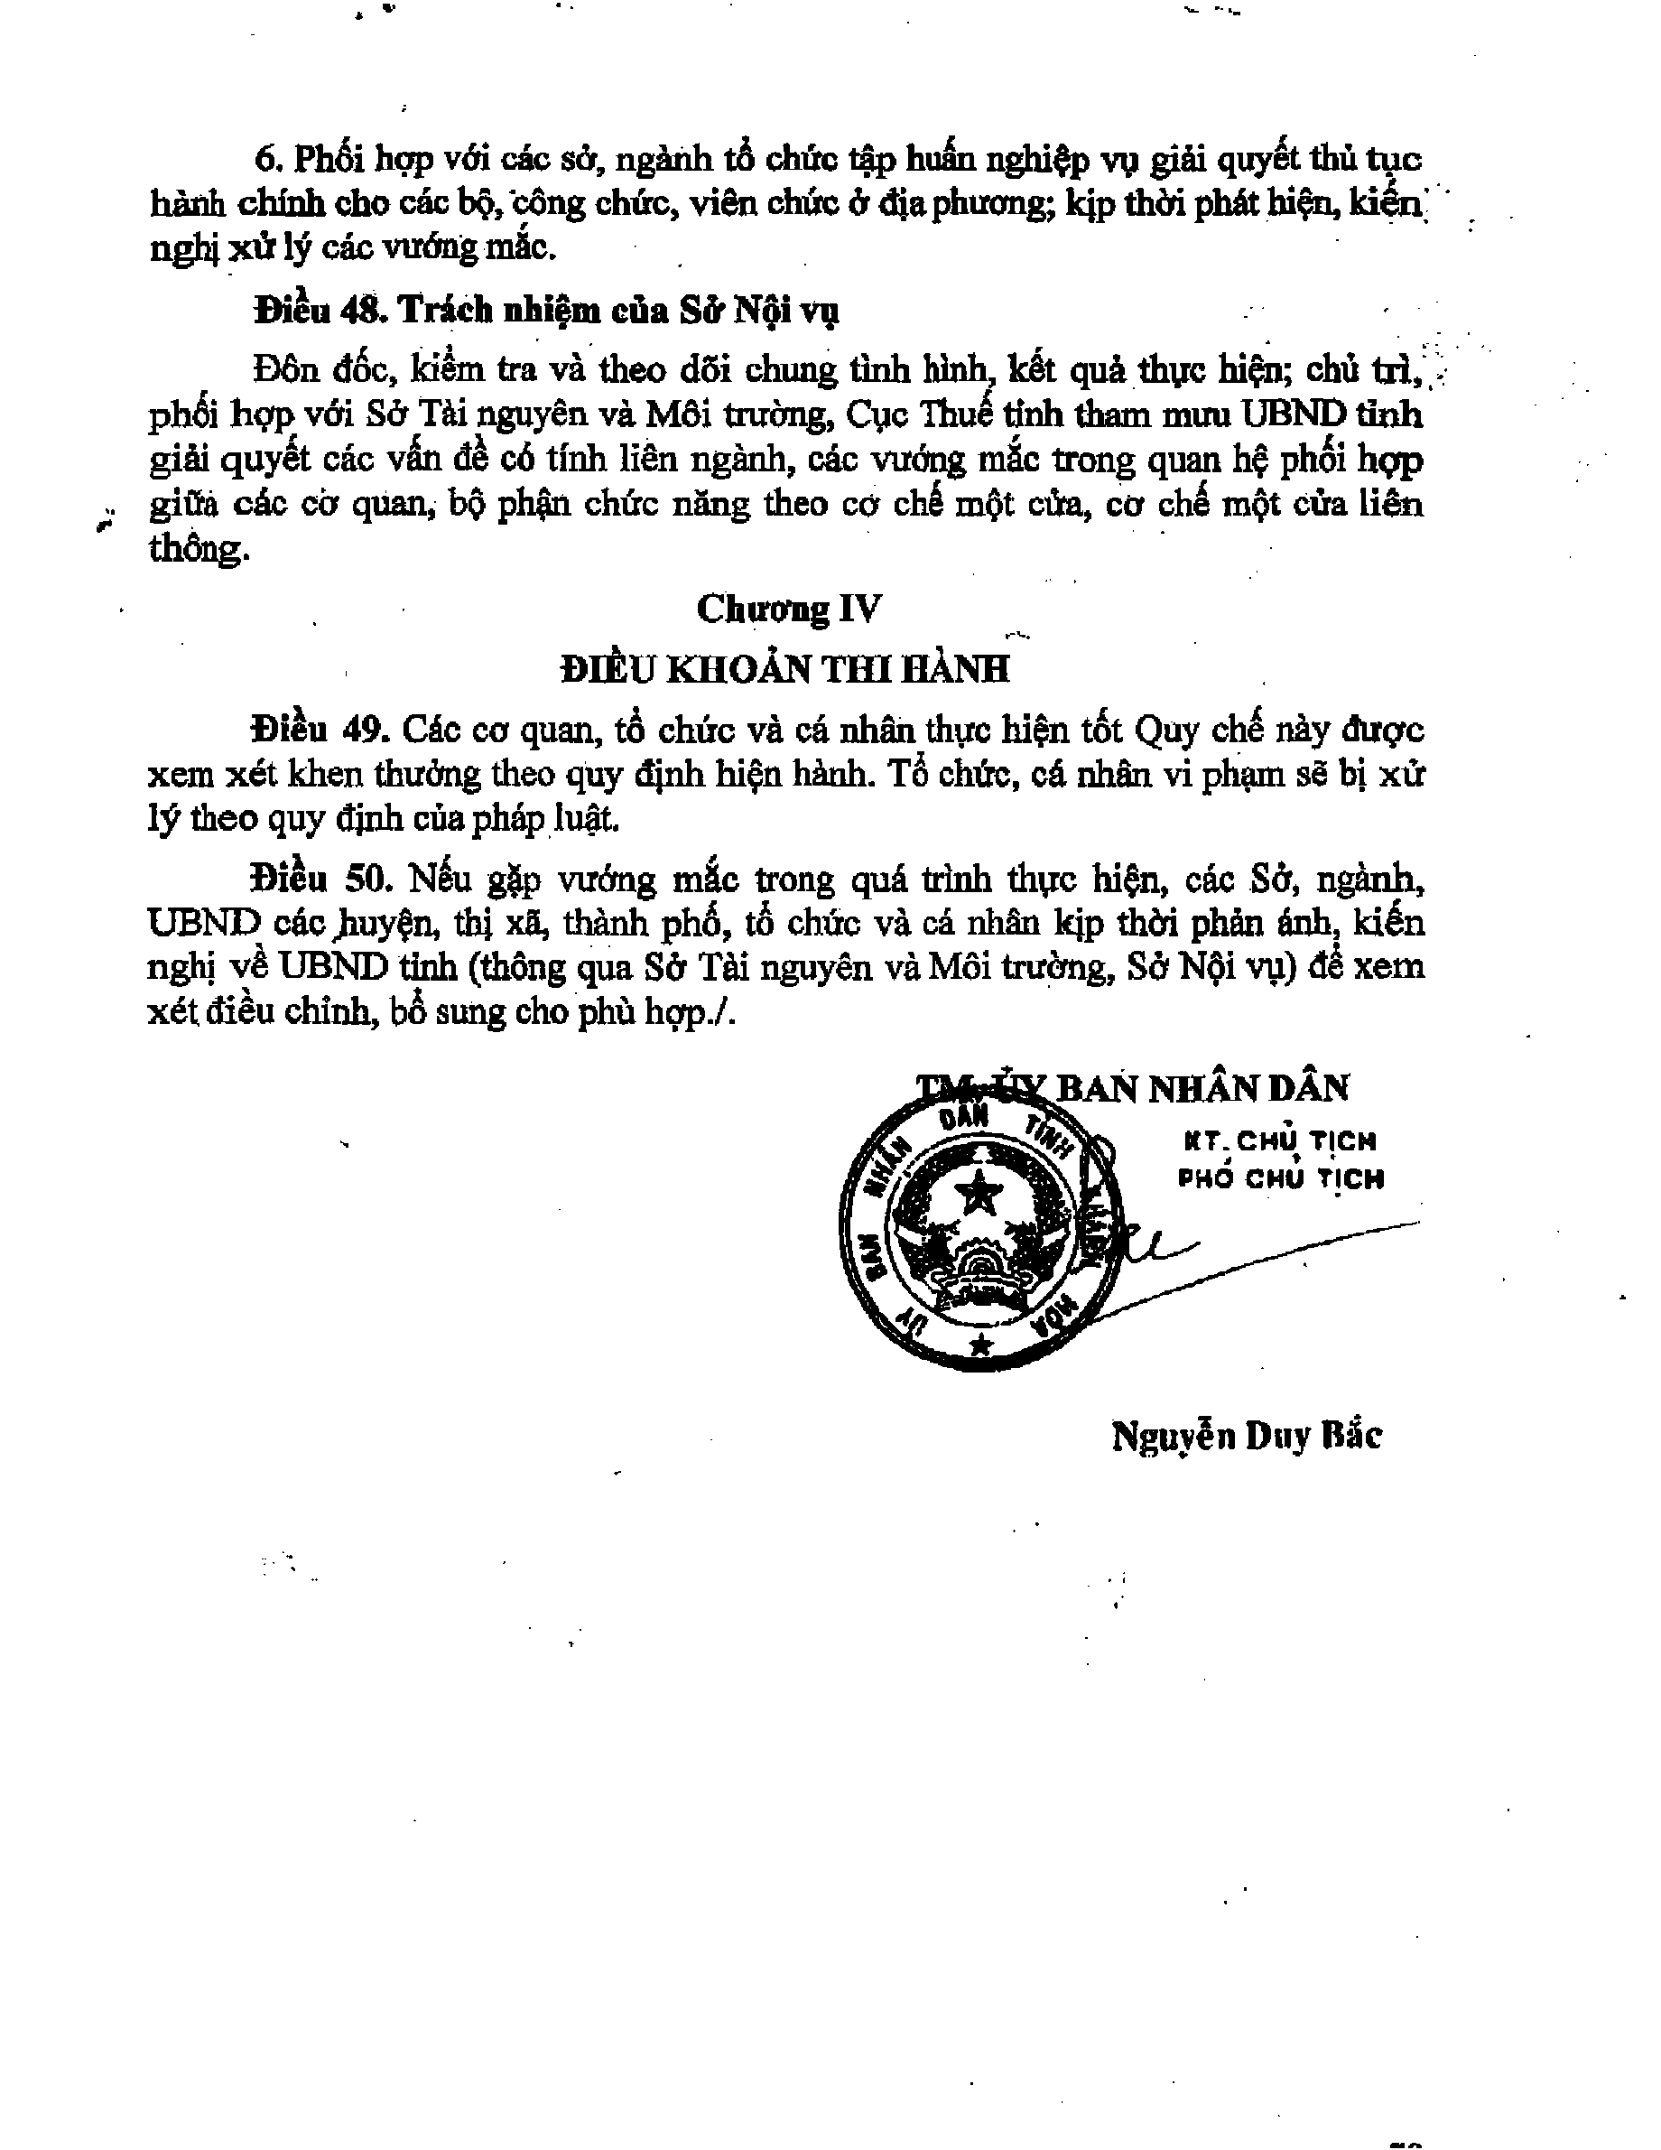 6. Phối hợp với các sở, ngành tổ chức tập huấn nghiệp vụ giải quyết thủ tục
hành chính cho các bộ, công chức, viên chức ở địa phương; kịp thời phát hiện, kiến
nghị xử lý các vướng mắc.
Điều 48. Trách nhiệm của Sở Nội vụ
Đôn đốc, kiểm tra và theo dõi chung tình hình, kết quả thực hiện; chủ trì,
phối hợp với Sở Tài nguyên và Môi trường, Cục Thuế tỉnh tham mưu UBND tỉnh
giải quyết các vấn đề có tính liên ngành, các vướng mắc trong quan hệ phối hợp
giữa các cơ quan, bộ phận chức năng theo cơ chế một cửa, cơ chế một cửa liên
thông.
Chương IV
ĐIỀU KHOẢN THI HÀNH
Điều 49. Các cơ quan, tổ chức và cá nhân thực hiện tốt Quy chế này được
xem xét khen thưởng theo quy định hiện hành. Tổ chức, cá nhân vi phạm sẽ bị xử
lý theo quy định của pháp luật.
Điều 50. Nếu gặp vướng mắc trong quá trình thực hiện, các Sở, ngành,
UBND các huyện, thị xã, thành phố, tổ chức và cá nhân kịp thời phản ánh, kiến
nghị về UBND tỉnh (thông qua Sở Tài nguyên và Môi trường, Sở Nội vụ) để xem
xét điều chỉnh, bổ sung cho phù hợp./.
TM. ỦY BAN NHÂN DÂN
KT. CHỦ TỊCH
PHÓ CHỦ TỊCH
ỦY BAN NHÂN DÂN TỈNH KHÁNH HÒA
Nguyễn Duy Bắc